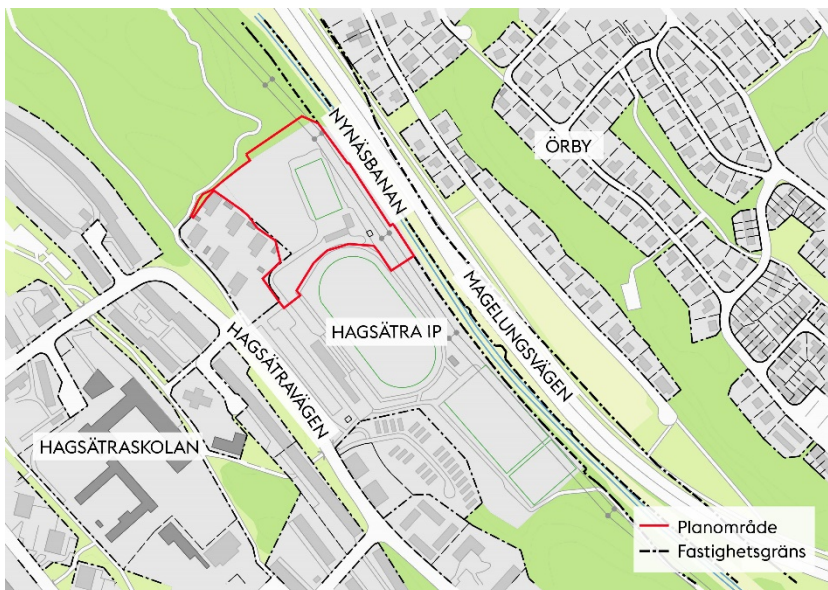 NYNÄSBANAN
ÖRBY
MAGELUNGSVÄGEN
HAGSÄTRA IP
HAGSÄTRAVÄGEN
HAGSÄTRASKOLAN
Planområde
Fastighetsgräns